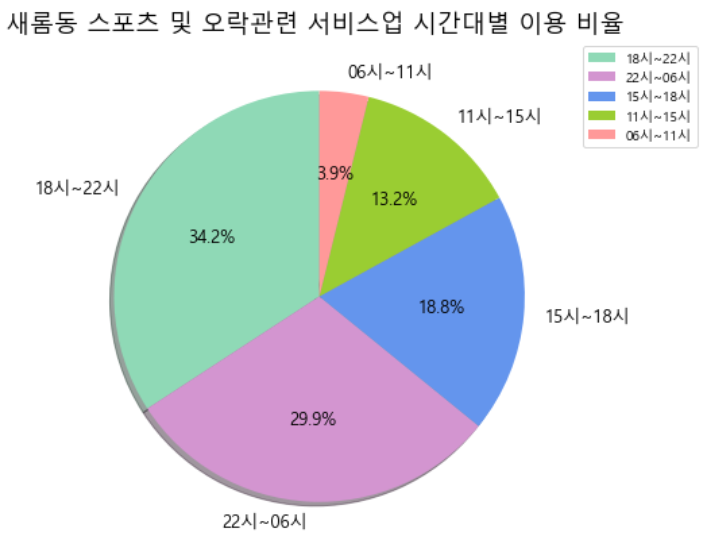 새롬동 스포츠 및 오락관련 서비스업 시간대별 이용 비율
18시~22시
22시~06시
15시~18시
11시~15시
06시~11시
06시~11시
11시~15시
3.9%
13.2%
18시~22시
34.2%
18.8%
15시~18시
29.9%
22시~06시